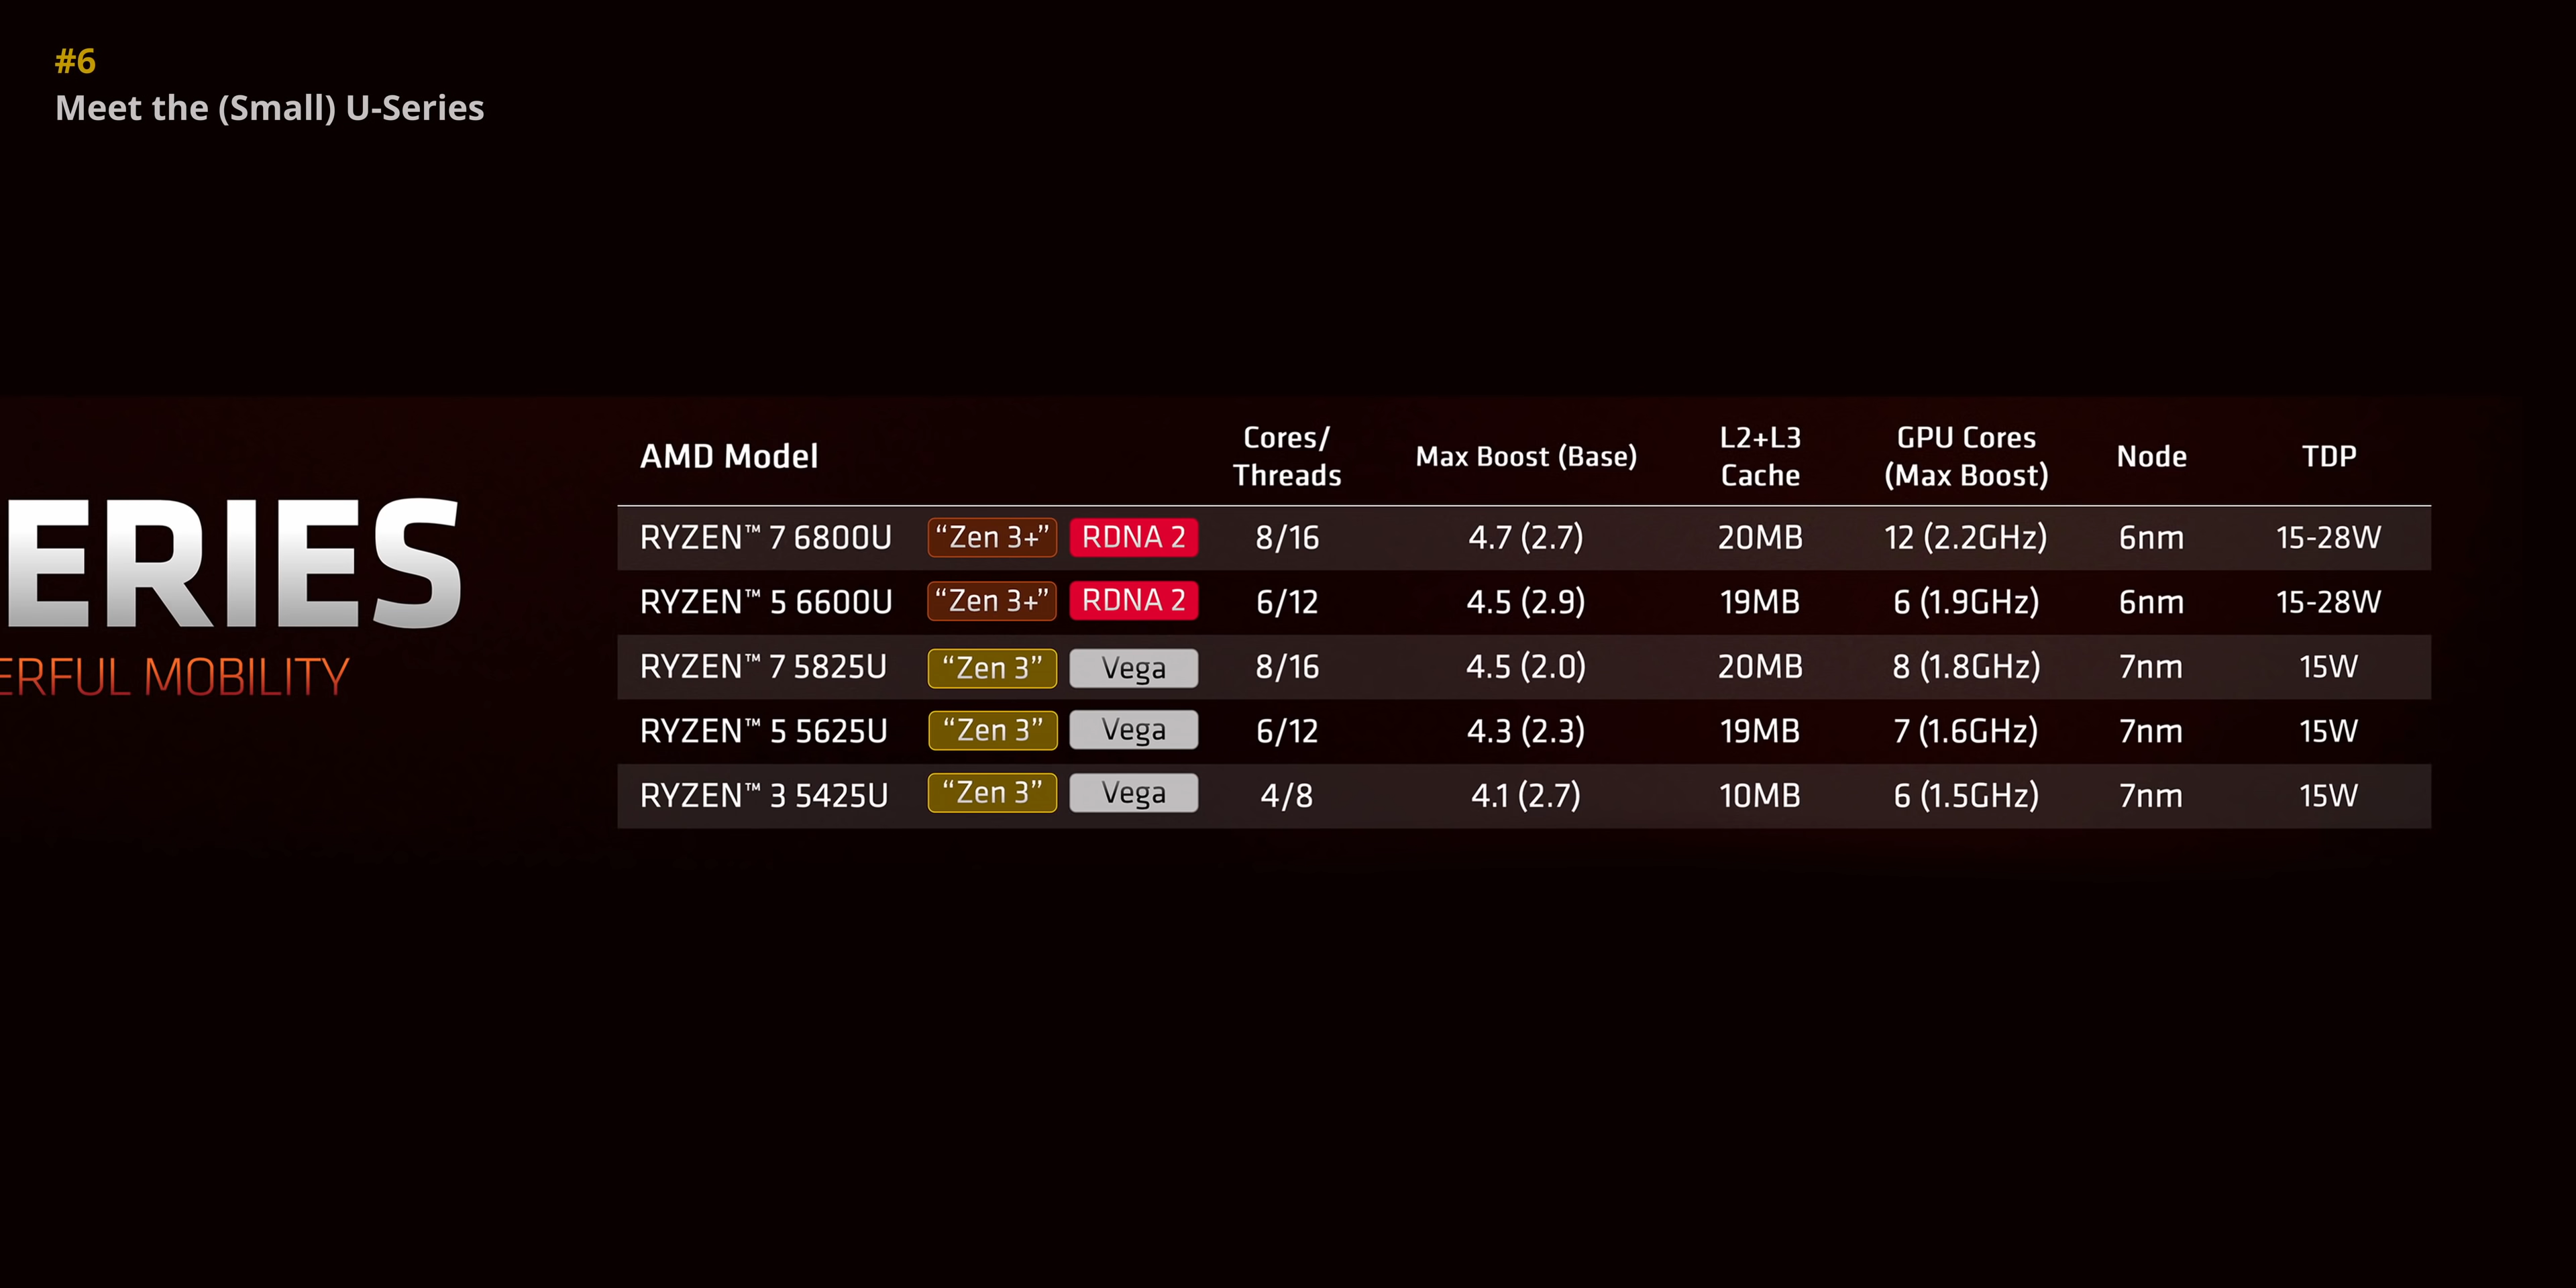 #6
Meet the (Small) U-Series
ERIES
ERFUL MOBILITY
AMD Model Cores/ Threads Max Boost (Base) L2+L3 Cache GPU Cores (Max Boost) Node TDP
RYZEN™ 7 6800U “Zen 3+” RDNA 2 8/16 4.7 (2.7) 20MB 12 (2.2GHz) 6nm 15-28W
RYZEN™ 5 6600U “Zen 3+” RDNA 2 6/12 4.5 (2.9) 19MB 6 (1.9GHz) 6nm 15-28W
RYZEN™ 7 5825U “Zen 3” Vega 8/16 4.5 (2.0) 20MB 8 (1.8GHz) 7nm 15W
RYZEN™ 5 5625U “Zen 3” Vega 6/12 4.3 (2.3) 19MB 7 (1.6GHz) 7nm 15W
RYZEN™ 3 5425U “Zen 3” Vega 4/8 4.1 (2.7) 10MB 6 (1.5GHz) 7nm 15W